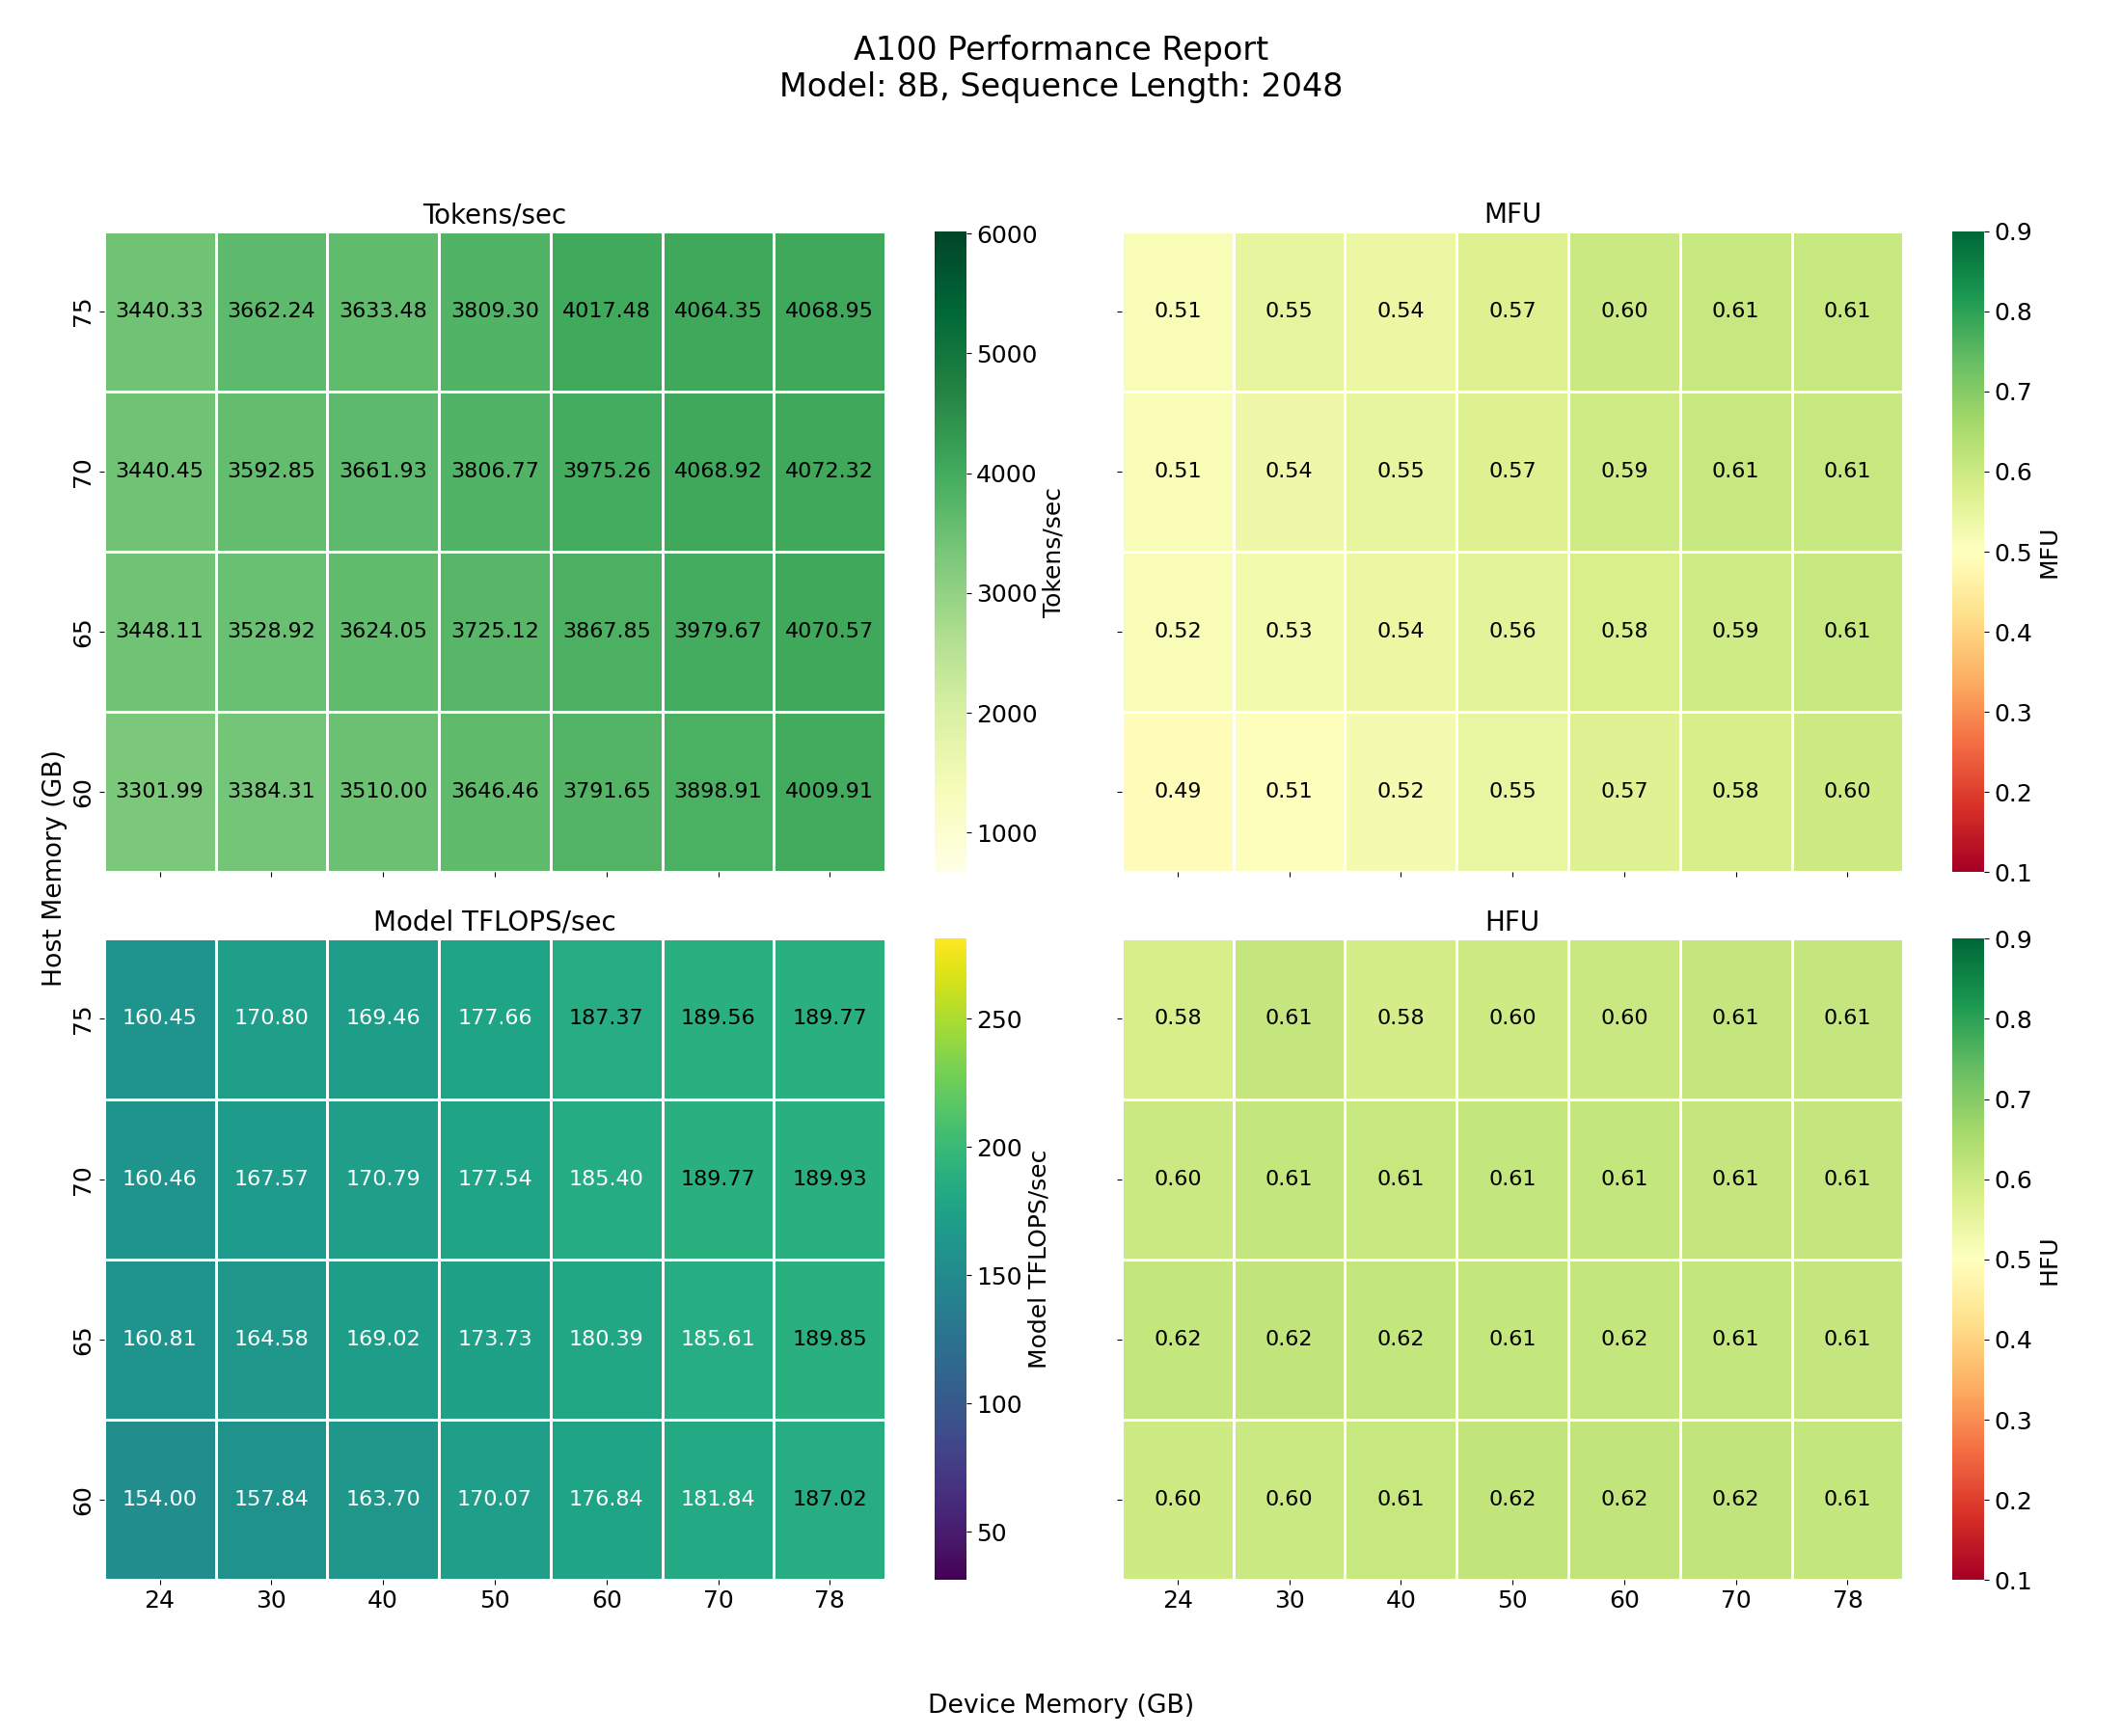 A100 Performance Report
Model: 8B, Sequence Length: 2048
Tokens/sec
75 3440.33 3662.24 3633.48 3809.30 4017.48 4064.35 4068.95
70 3440.45 3592.85 3661.93 3806.77 3975.26 4068.92 4072.32
65 3448.11 3528.92 3624.05 3725.12 3867.85 3979.67 4070.57
60 3301.99 3384.31 3510.00 3646.46 3791.65 3898.91 4009.91
6000
5000
4000
3000
2000
1000
Tokens/sec
MFU
0.51 0.55 0.54 0.57 0.60 0.61 0.61
0.51 0.54 0.55 0.57 0.59 0.61 0.61
0.52 0.53 0.54 0.56 0.58 0.59 0.61
0.49 0.51 0.52 0.55 0.57 0.58 0.60
0.9
0.8
0.7
0.6
0.5
0.4
0.3
0.2
0.1
MFU
Host Memory (GB)
Model TFLOPS/sec
75 160.45 170.80 169.46 177.66 187.37 189.56 189.77
70 160.46 167.57 170.79 177.54 185.40 189.77 189.93
65 160.81 164.58 169.02 173.73 180.39 185.61 189.85
60 154.00 157.84 163.70 170.07 176.84 181.84 187.02
24 30 40 50 60 70 78
250
200
150
100
50
Model TFLOPS/sec
HFU
0.58 0.61 0.58 0.60 0.60 0.61 0.61
0.60 0.61 0.61 0.61 0.61 0.61 0.61
0.62 0.62 0.62 0.61 0.62 0.61 0.61
0.60 0.60 0.61 0.62 0.62 0.62 0.61
24 30 40 50 60 70 78
0.9
0.8
0.7
0.6
0.5
0.4
0.3
0.2
0.1
HFU
Device Memory (GB)